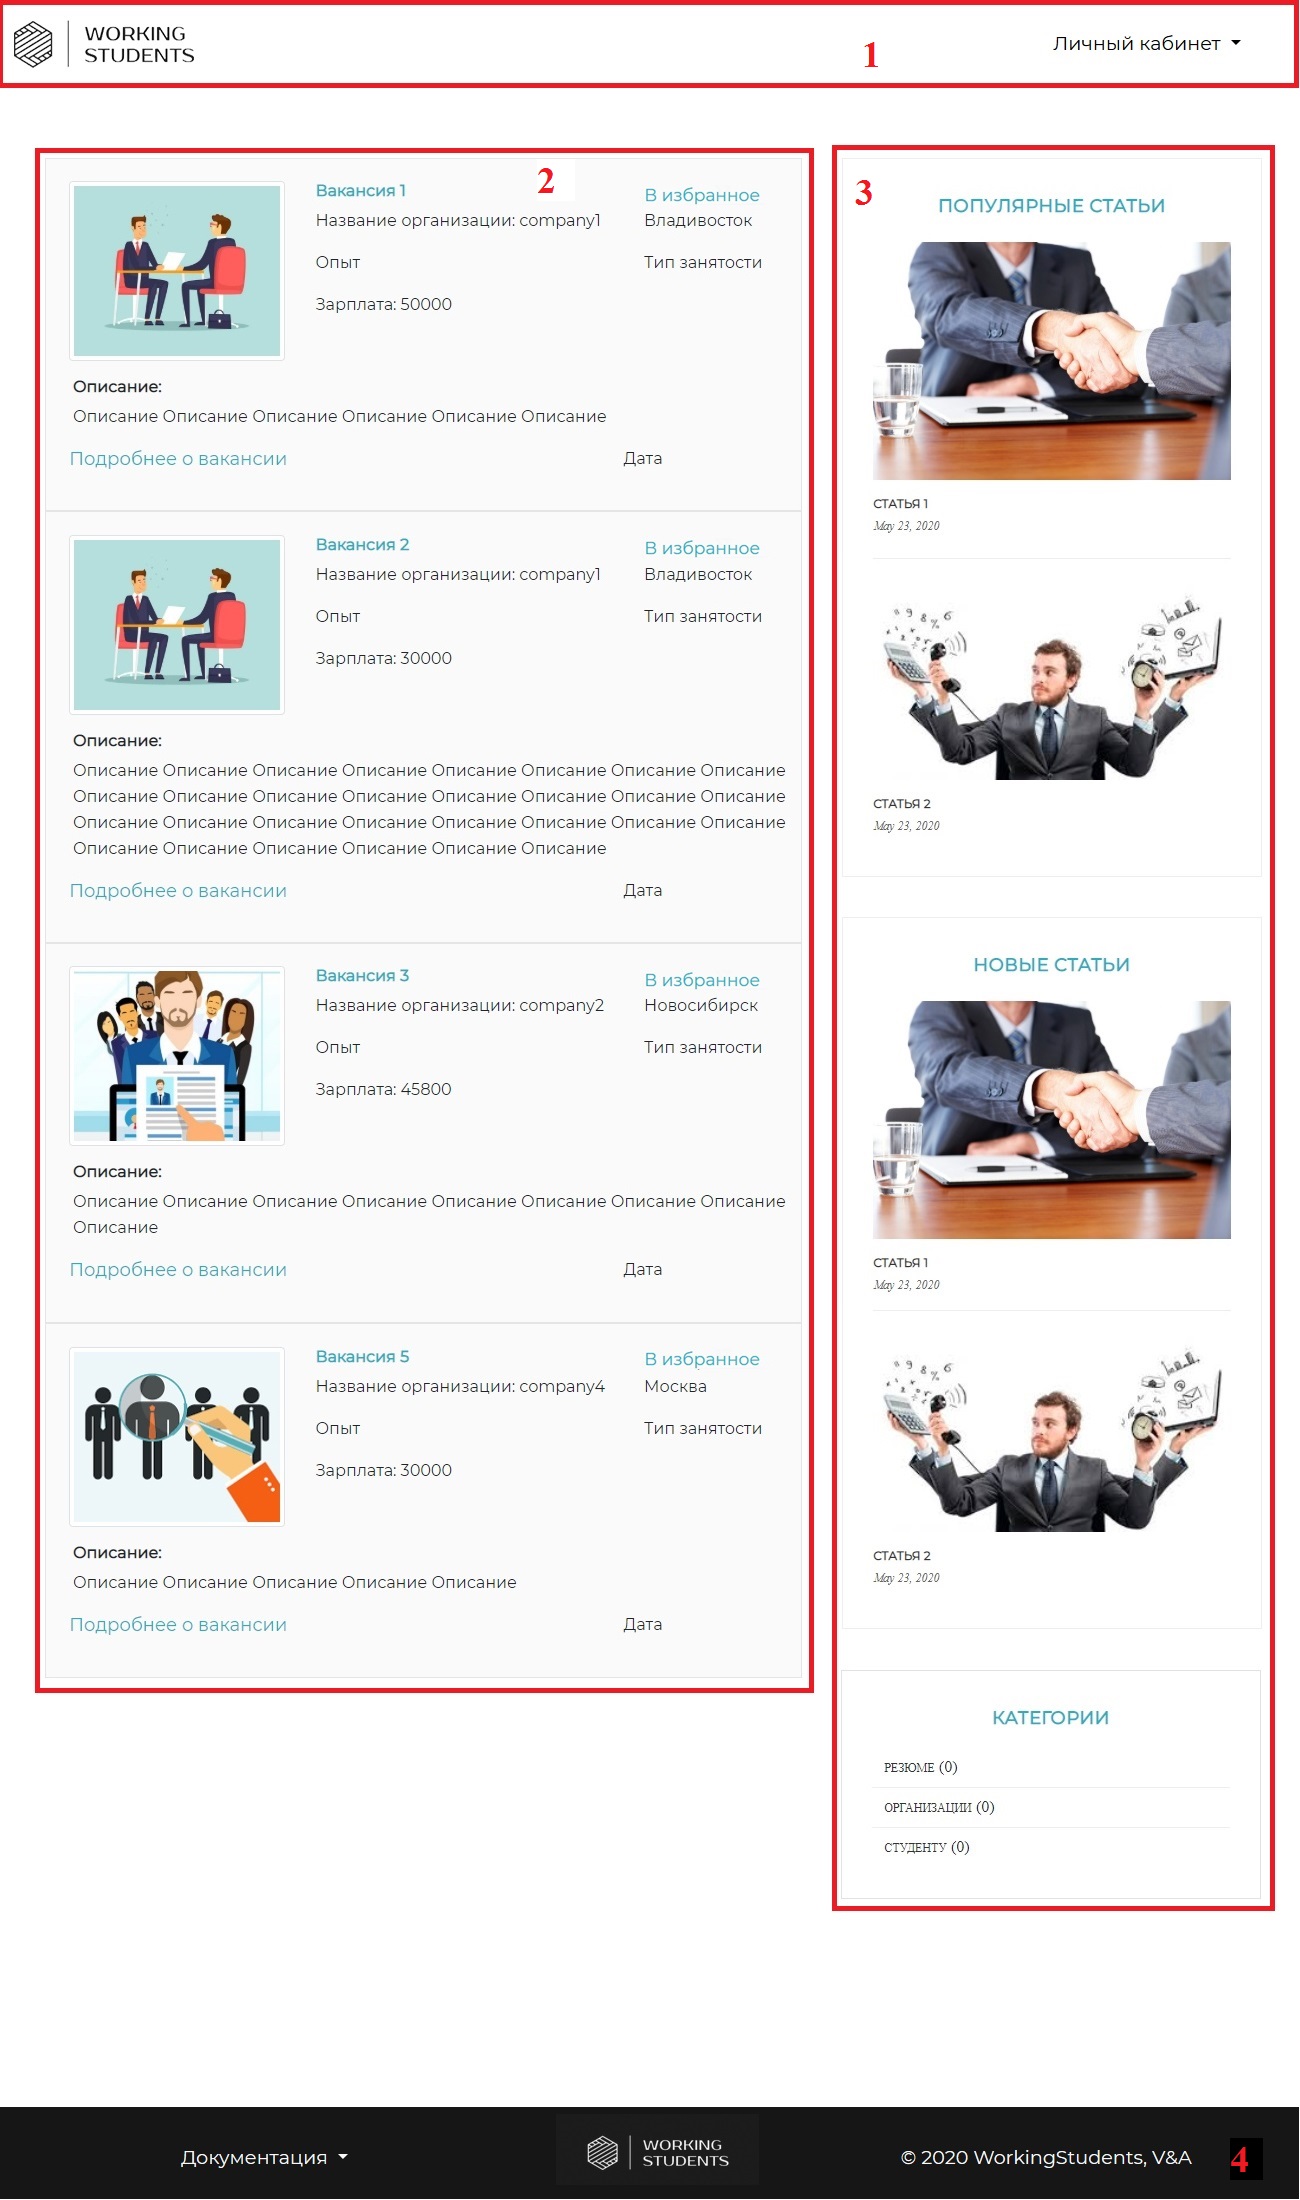 WORKING
STUDENTS
1
Личный кабинет
2
Вакансия 1
В избранное
Название организации: company1
Владивосток
Опыт
Тип занятости
Зарплата: 50000
Описание:
Описание Описание Описание Описание Описание Описание
Подробнее о вакансии
Дата
Вакансия 2
В избранное
Название организации: company1
Владивосток
Опыт
Тип занятости
Зарплата: 30000
Описание:
Описание Описание Описание Описание Описание Описание Описание Описание
Описание Описание Описание Описание Описание Описание Описание Описание
Описание Описание Описание Описание Описание Описание Описание Описание
Описание Описание Описание Описание Описание Описание
Подробнее о вакансии
Дата
Вакансия 3
В избранное
Название организации: company2
Новосибирск
Опыт
Тип занятости
Зарплата: 45800
Описание:
Описание Описание Описание Описание Описание Описание Описание Описание
Описание
Подробнее о вакансии
Дата
Вакансия 5
В избранное
Название организации: company4
Москва
Опыт
Тип занятости
Зарплата: 30000
Описание:
Описание Описание Описание Описание Описание
Подробнее о вакансии
Дата
3
ПОПУЛЯРНЫЕ СТАТЬИ
СТАТЬЯ 1
May 23, 2020
СТАТЬЯ 2
May 23, 2020
НОВЫЕ СТАТЬИ
СТАТЬЯ 1
May 23, 2020
СТАТЬЯ 2
May 23, 2020
КАТЕГОРИИ
РЕЗЮМЕ (0)
ОРГАНИЗАЦИИ (0)
СТУДЕНТУ (0)
Документация
WORKING
STUDENTS
© 2020 WorkingStudents, V&A
4